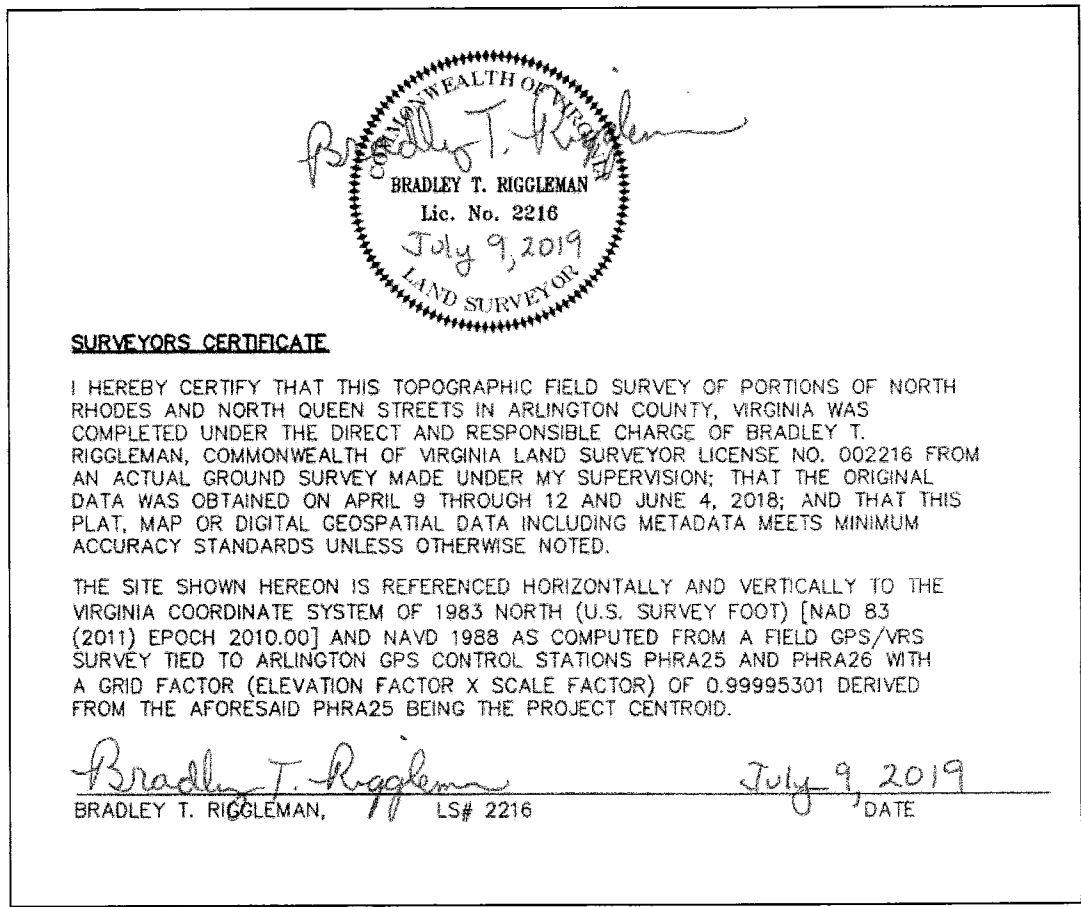 COMMONWEALTH OF VIRGINIA
Bradley T. Riggleman
BRADLEY T. RIGGLEMAN
Lic. No. 2216
July 9, 2019
LAND SURVEYOR
SURVEYORS CERTIFICATE
I HEREBY CERTIFY THAT THIS TOPOGRAPHIC FIELD SURVEY OF PORTIONS OF NORTH
RHODES AND NORTH QUEEN STREETS IN ARLINGTON COUNTY, VIRGINIA WAS
COMPLETED UNDER THE DIRECT AND RESPONSIBLE CHARGE OF BRADLEY T.
RIGGLEMAN, COMMONWEALTH OF VIRGINIA LAND SURVEYOR LICENSE NO. 002216 FROM
AN ACTUAL GROUND SURVEY MADE UNDER MY SUPERVISION; THAT THE ORIGINAL
DATA WAS OBTAINED ON APRIL 9 THROUGH 12 AND JUNE 4, 2018; AND THAT THIS
PLAT, MAP OR DIGITAL GEOSPATIAL DATA INCLUDING METADATA MEETS MINIMUM
ACCURACY STANDARDS UNLESS OTHERWISE NOTED.
THE SITE SHOWN HEREON IS REFERENCED HORIZONTALLY AND VERTICALLY TO THE
VIRGINIA COORDINATE SYSTEM OF 1983 NORTH (U.S. SURVEY FOOT) [NAD 83
(2011) EPOCH 2010.00] AND NAVD 1988 AS COMPUTED FROM A FIELD GPS/VRS
SURVEY TIED TO ARLINGTON GPS CONTROL STATIONS PHRA25 AND PHRA26 WITH
A GRID FACTOR (ELEVATION FACTOR X SCALE FACTOR) OF 0.99995301 DERIVED
FROM THE AFORESAID PHRA25 BEING THE PROJECT CENTROID.
Bradley T. Riggleman July 9, 2019
BRADLEY T. RIGGLEMAN, LS# 2216 DATE